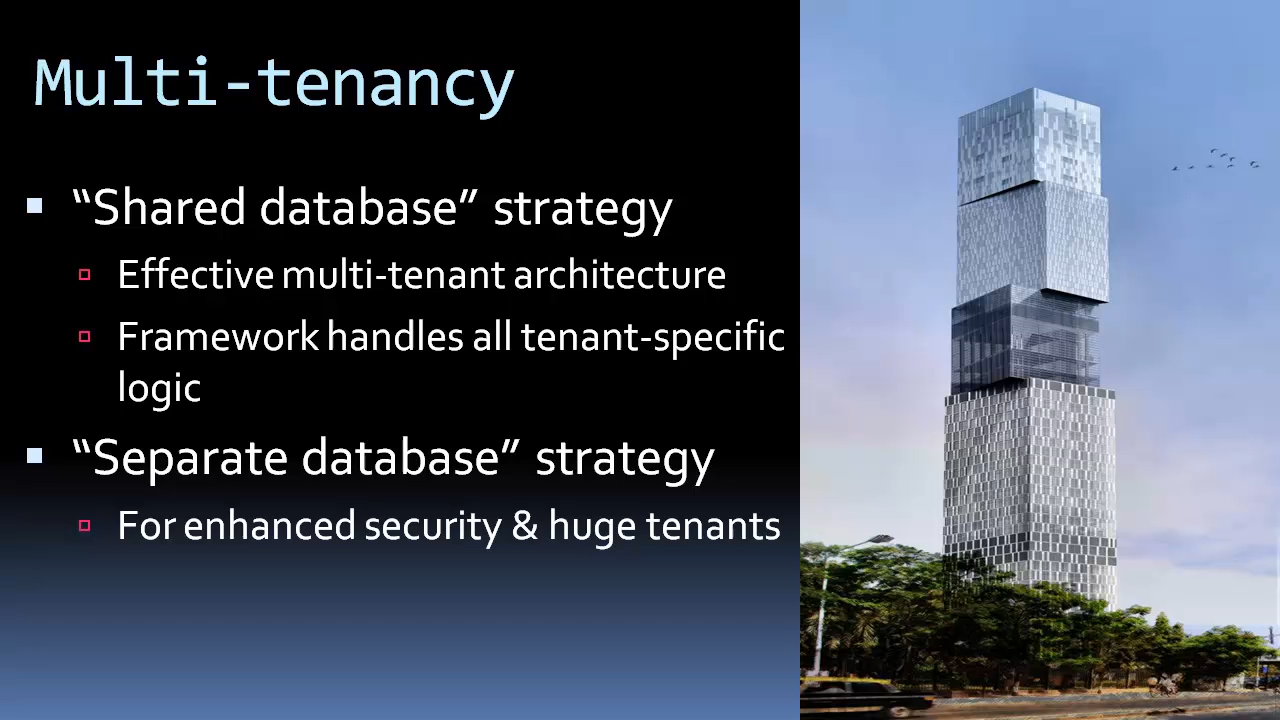 Multi-tenancy
“Shared database” strategy
Effective multi-tenant architecture
Framework handles all tenant-specific
logic
“Separate database” strategy
For enhanced security & huge tenants